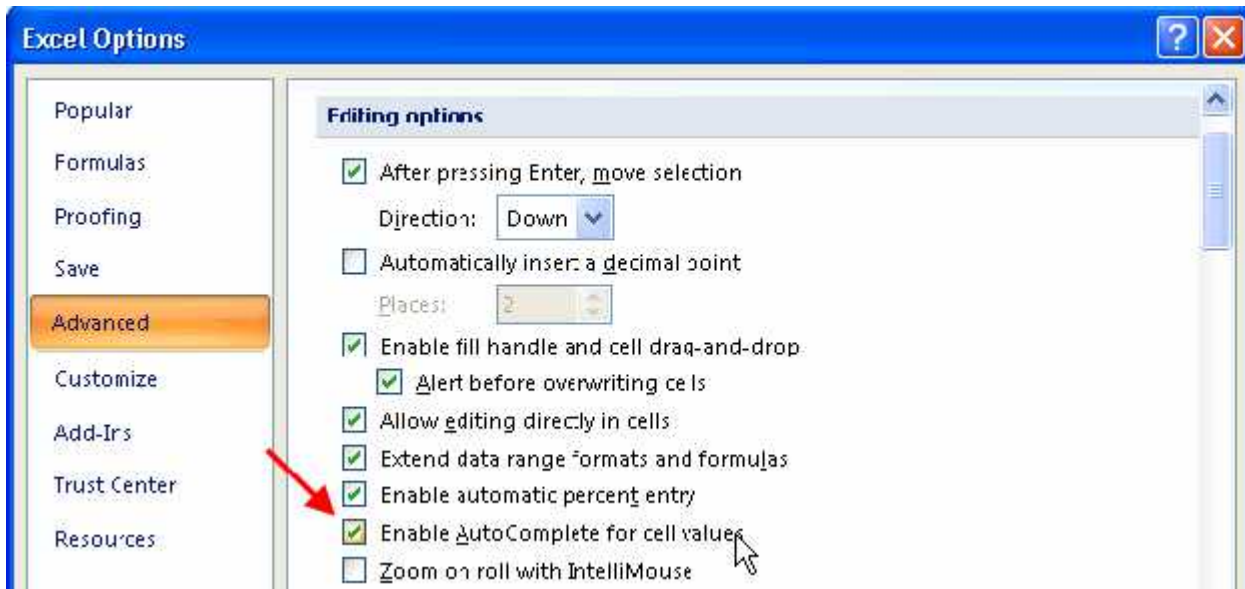 Excel Options
Popular
Formulas
Proofing
Save
Advanced
Customize
Add-Ins
Trust Center
Resources
Editing options
After pressing Enter, move selection
Direction: Down
Automatically insert a decimal point
Places: 2
Enable fill handle and cell drag-and-drop
Alert before overwriting cells
Allow editing directly in cells
Extend data range formats and formulas
Enable automatic percent entry
Enable AutoComplete for cell values
Zoom on roll with IntelliMouse